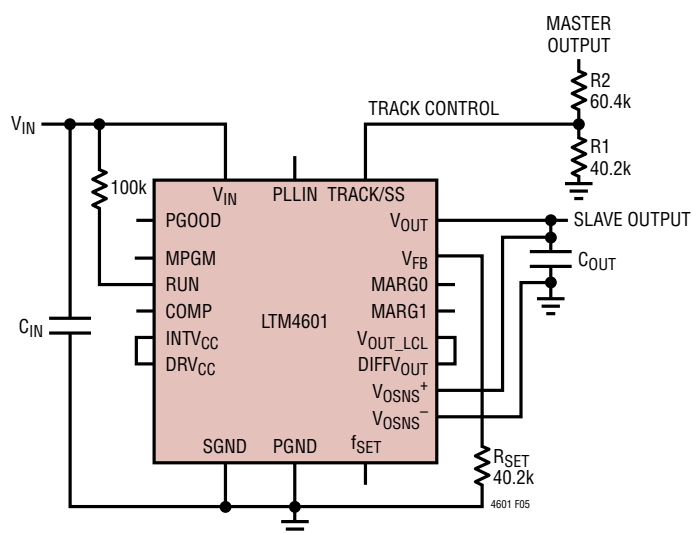 MASTER
OUTPUT
R2
60.4k
TRACK CONTROL
R1
40.2k
VIN
100k
VIN
PLLIN
TRACK/SS
PGOOD
VOUT
SLAVE OUTPUT
MPGM
VFB
RUN
MARG0
COUT
COMP
MARG1
LTM4601
CIN
INTVCC
VOUT_LCL
DRVCC
DIFFVOUT
VOSNS+
VOSNS–
SGND
PGND
fSET
RSET
40.2k
4601 F05